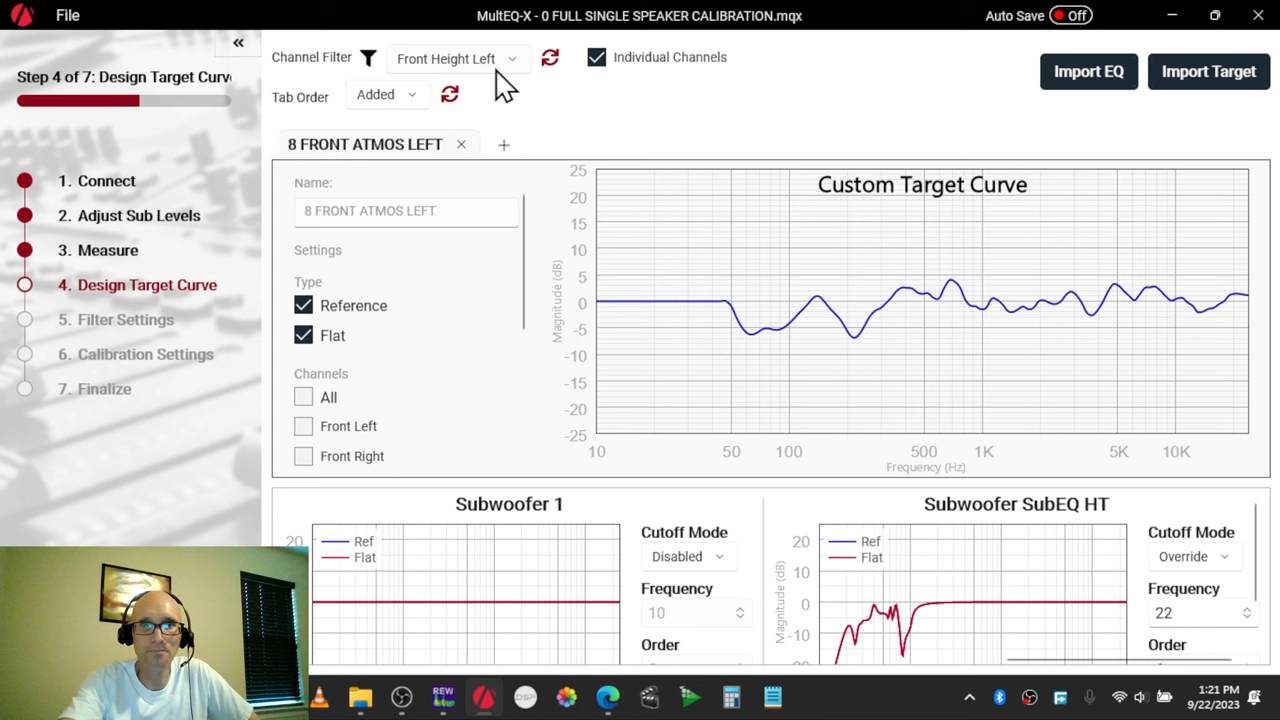 File
MultEQ-X - 0 FULL SINGLE SPEAKER CALIBRATION.mqx
Auto Save Off
Step 4 of 7: Design Target Curv
1. Connect
2. Adjust Sub Levels
3. Measure
4. Design Target Curve
5. Filter Settings
6. Calibration Settings
7. Finalize
Channel Filter Front Height Left Individual Channels
Import EQ Import Target
Tab Order Added
8 FRONT ATMOS LEFT
Name:
8 FRONT ATMOS LEFT
Settings
Type
Reference
Flat
Channels
All
Front Left
Front Right
Custom Target Curve
Magnitude (dB)
25
20
15
10
5
0
-5
-10
-15
-20
-25
10 50 100 500 1K 5K 10K
Frequency (Hz)
Subwoofer 1
20
Ref
Flat
Cutoff Mode
Disabled
Frequency
10
Order
Subwoofer SubEQ HT
Magnitude (dB)
20
10
0
-10
Ref
Flat
Cutoff Mode
Override
Frequency
22
Order
REW
DSP
1:21 PM
9/22/2023